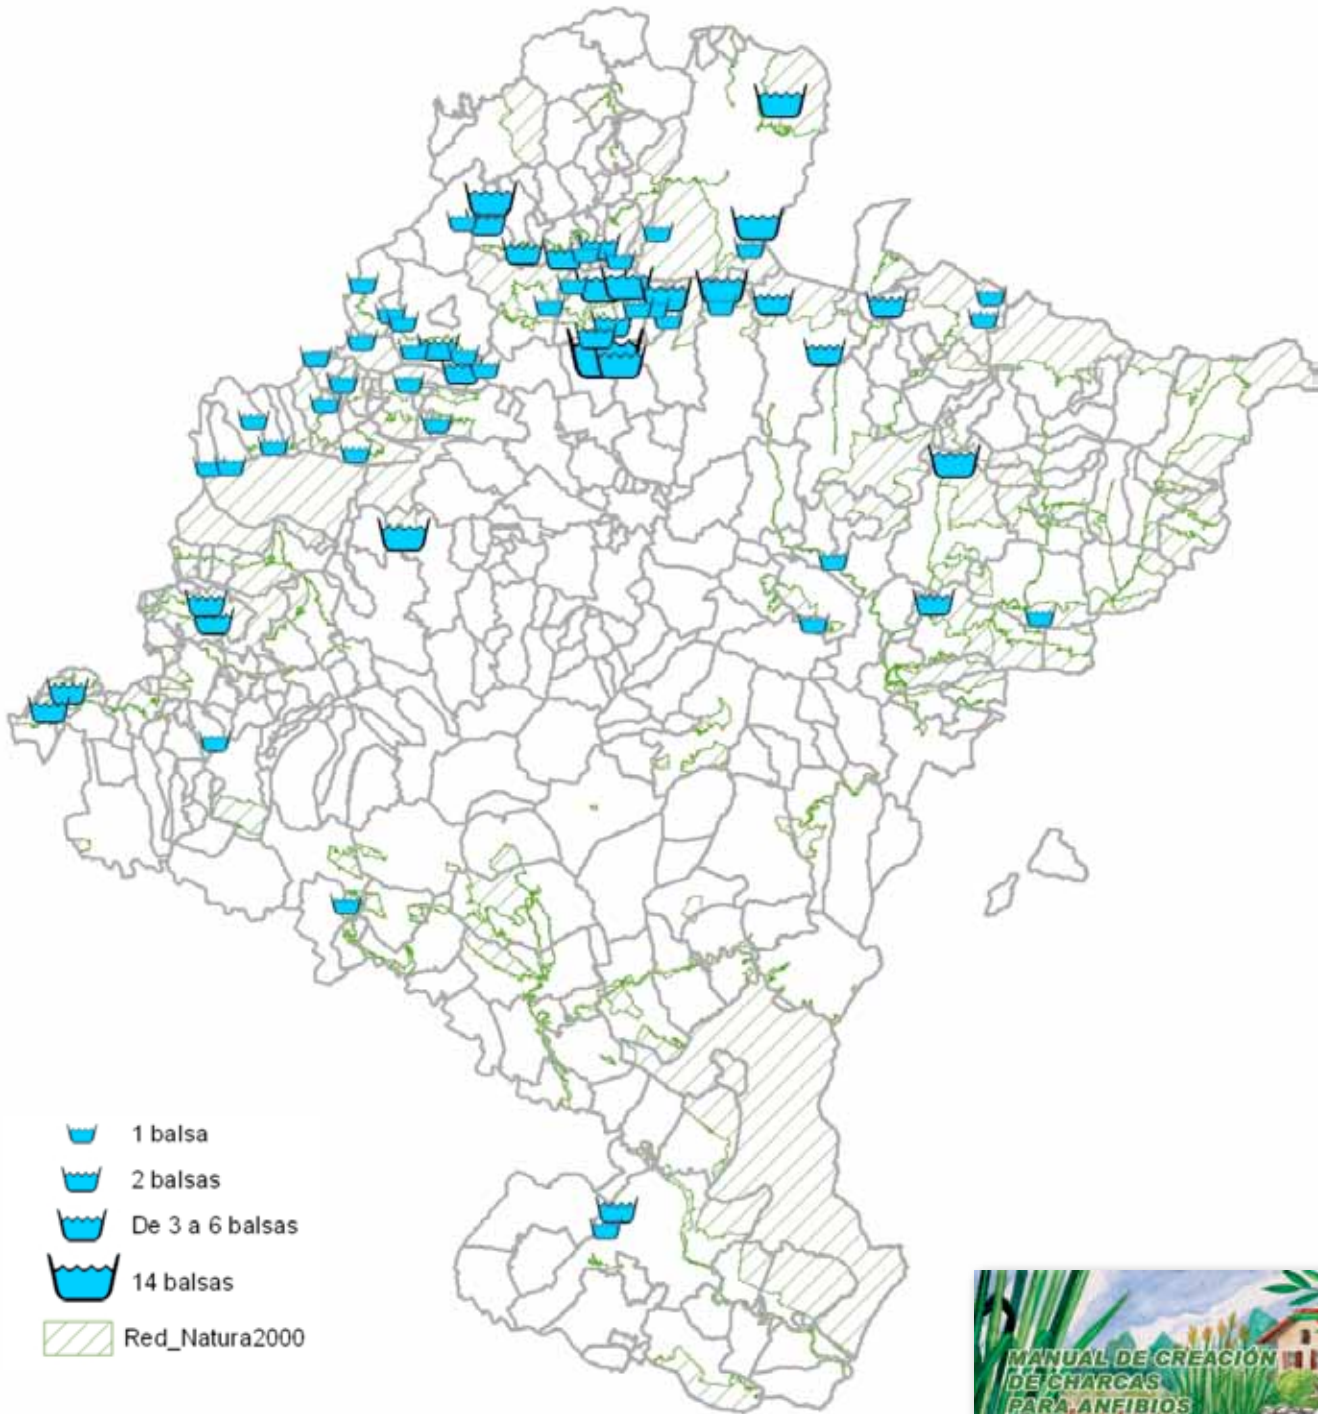 1 balsa
2 balsas
De 3 a 6 balsas
14 balsas
Red_Natura2000
MANUAL DE CREACIÓN
DE CHARCAS
PARA ANFIBIOS